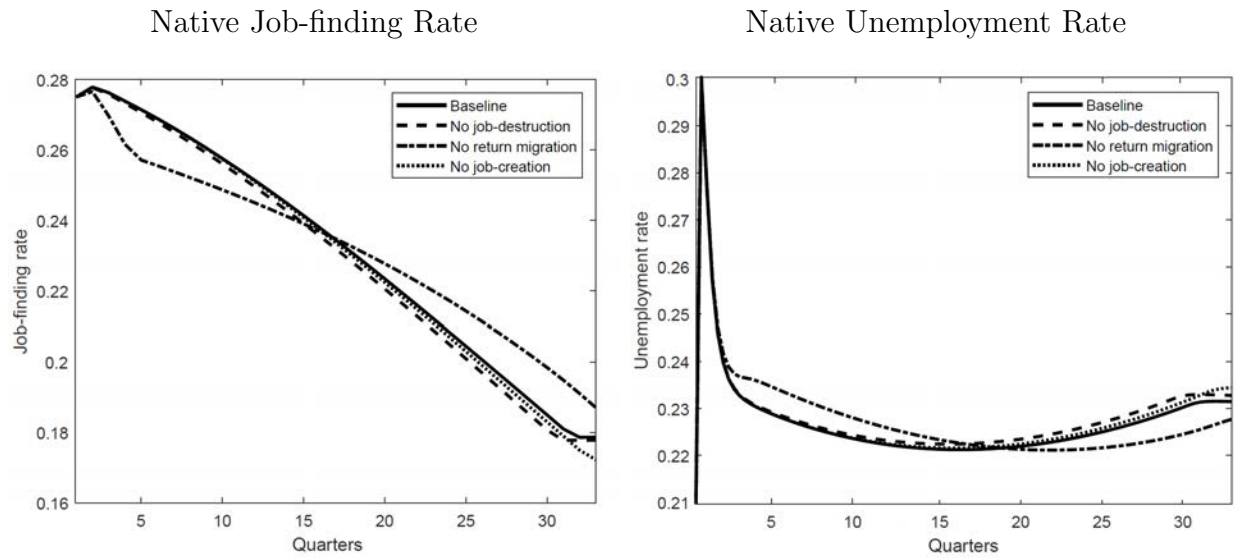 Native Job-finding Rate
0.28
0.26
0.24
0.22
0.2
0.18
0.16
Job-finding rate
Baseline
No job-destruction
No return migration
No job-creation
5
10
15
20
25
30
Quarters
Native Unemployment Rate
0.3
0.29
0.28
0.27
0.26
0.25
0.24
0.23
0.22
0.21
Unemployment rate
Baseline
No job-destruction
No return migration
No job-creation
5
10
15
20
25
30
Quarters